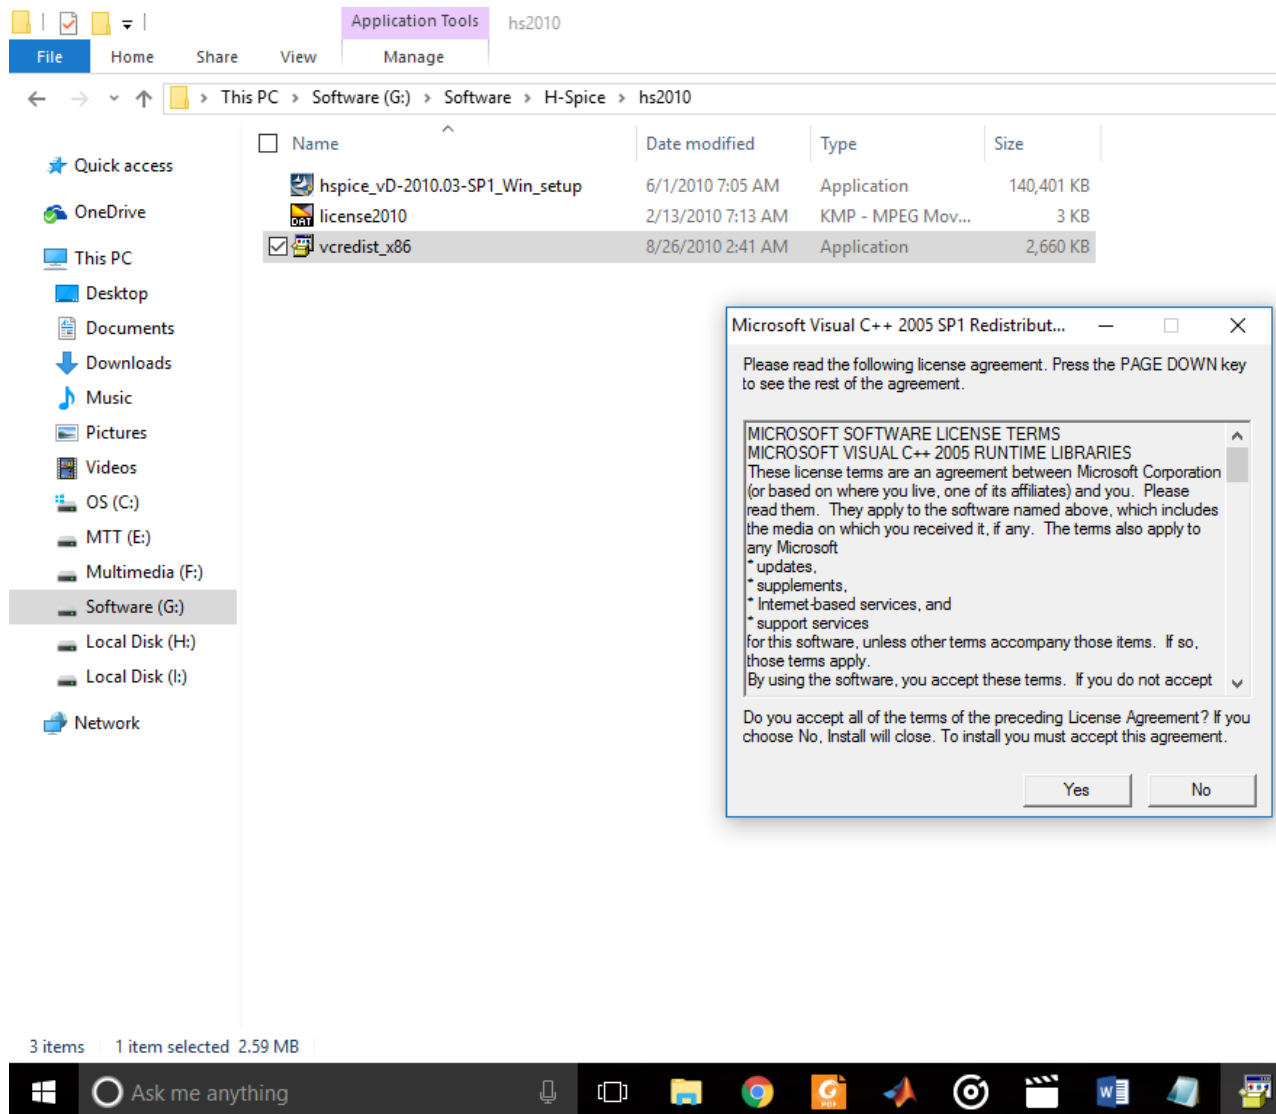 Application Tools hs2010
File Home Share View Manage
This PC Software (G:) Software H-Spice hs2010
Name Date modified Type Size
Quick access
OneDrive
This PC
Desktop
Documents
Downloads
Music
Pictures
Videos
OS (C:)
MTT (E:)
Multimedia (F:)
Software (G:)
Local Disk (H:)
Local Disk (I:)
Network
hspice_vD-2010.03-SP1_Win_setup 6/1/2010 7:05 AM Application 140,401 KB
DAT license2010 2/13/2010 7:13 AM KMP - MPEG Mov... 3 KB
vcredist_x86 8/26/2010 2:41 AM Application 2,660 KB
Microsoft Visual C++ 2005 SP1 Redistribut...
Please read the following license agreement. Press the PAGE DOWN key
to see the rest of the agreement.
MICROSOFT SOFTWARE LICENSE TERMS
MICROSOFT VISUAL C++ 2005 RUNTIME LIBRARIES
These license terms are an agreement between Microsoft Corporation
(or based on where you live, one of its affiliates) and you. Please
read them. They apply to the software named above, which includes
the media on which you received it, if any. The terms also apply to
any Microsoft
* updates,
* supplements,
* Internet-based services, and
* support services
for this software, unless other terms accompany those items. If so,
those terms apply.
By using the software, you accept these terms. If you do not accept
Do you accept all of the terms of the preceding License Agreement? If you
choose No, Install will close. To install you must accept this agreement.
Yes No
3 items 1 item selected 2.59 MB
Ask me anything
PDF